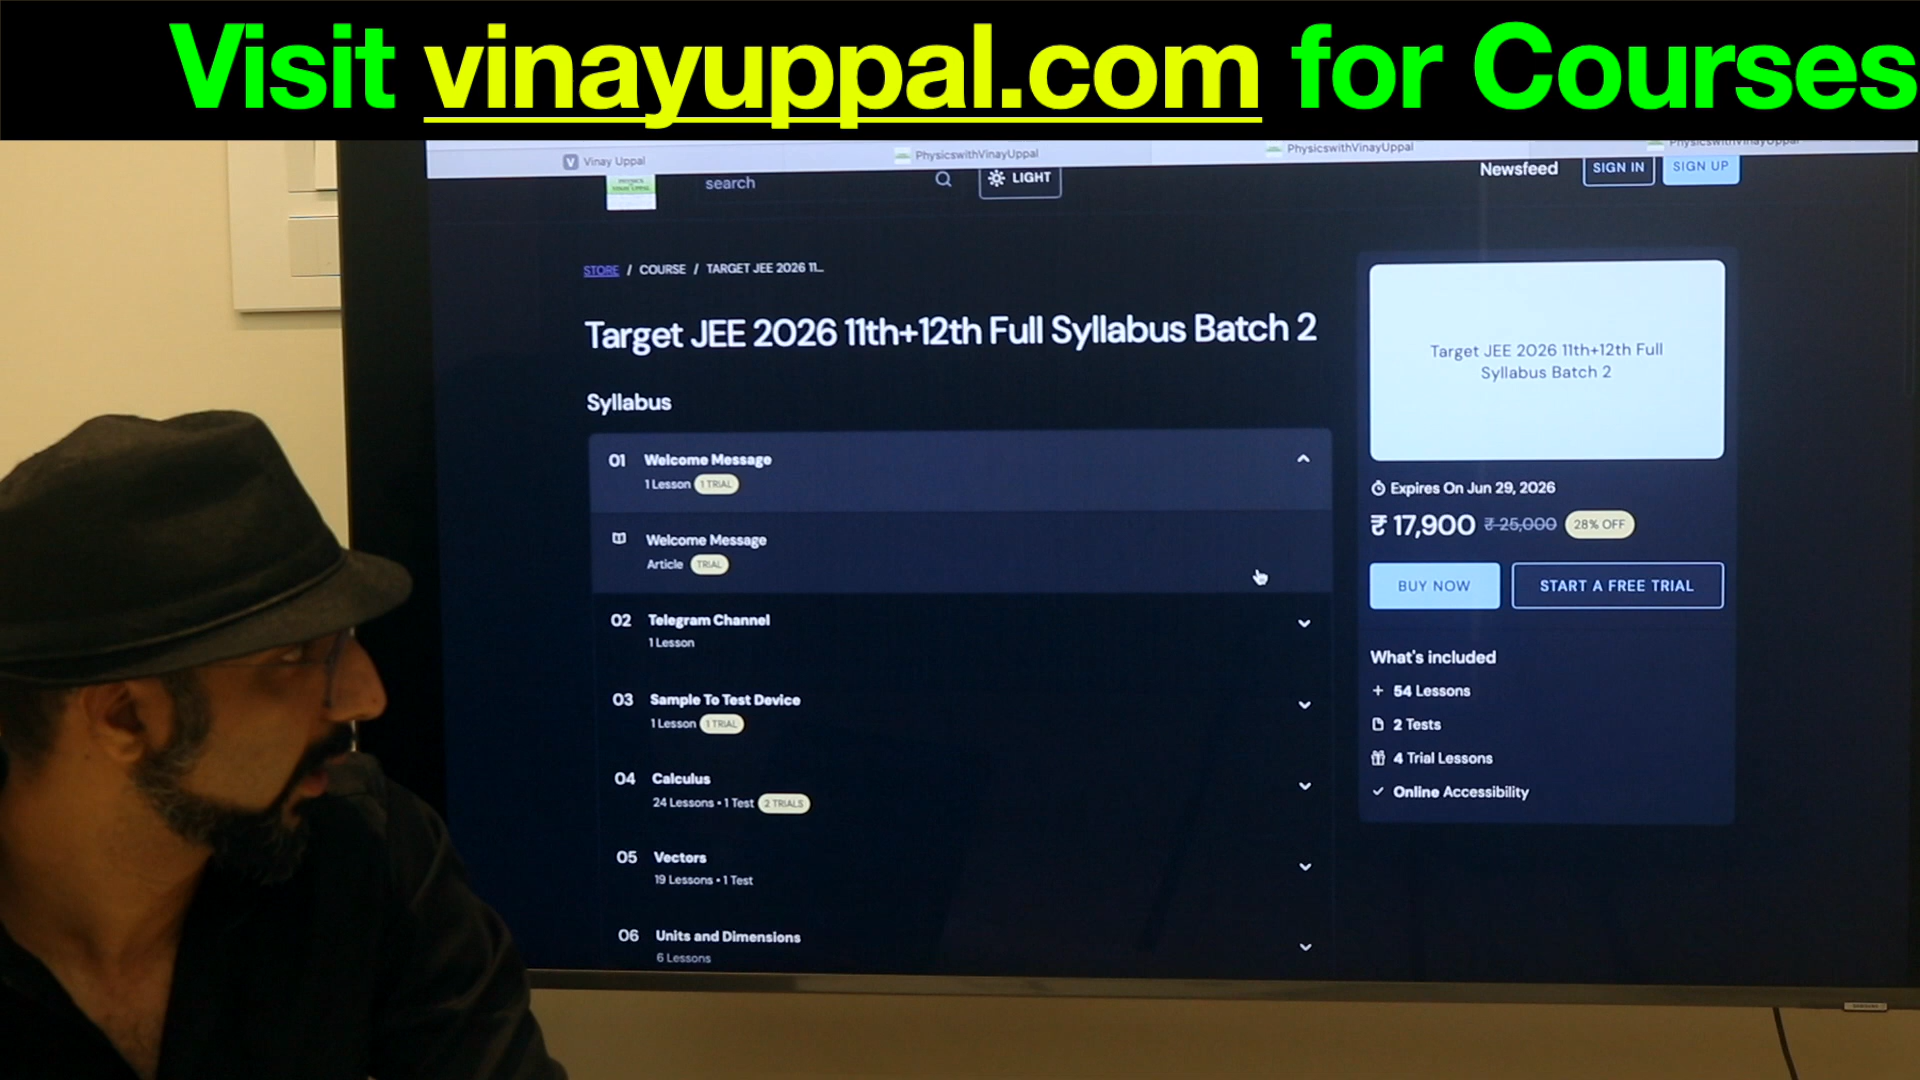 Visit vinayuppal.com for Courses
Vinay Uppal
PhysicswithVinayUppal
PhysicswithVinayUppal
PhysicswithVinayUppal
PHYSICS
VINAY UPPAL
search
LIGHT
Newsfeed
SIGN IN
SIGN UP
STORE / COURSE / TARGET JEE 2026 11...
Target JEE 2026 11th+12th Full Syllabus Batch 2
Syllabus
01 Welcome Message
1 Lesson 1 TRIAL
Welcome Message
Article TRIAL
02 Telegram Channel
1 Lesson
03 Sample To Test Device
1 Lesson 1 TRIAL
04 Calculus
24 Lessons • 1 Test 2 TRIALS
05 Vectors
19 Lessons • 1 Test
06 Units and Dimensions
6 Lessons
Target JEE 2026 11th+12th Full
Syllabus Batch 2
Expires On Jun 29, 2026
₹ 17,900 ₹ 25,000 28% OFF
BUY NOW
START A FREE TRIAL
What's included
+ 54 Lessons
2 Tests
4 Trial Lessons
Online Accessibility